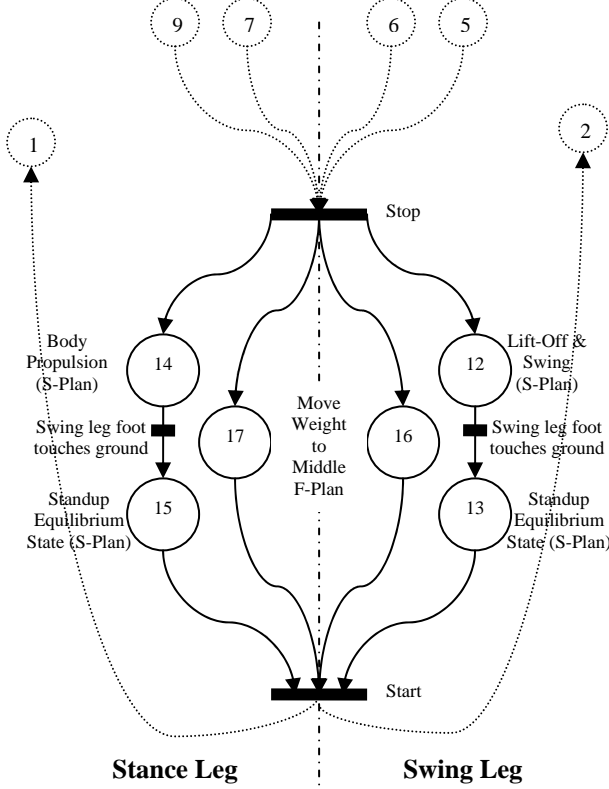 9
7
6
5
1
2
Stop
Body
Propulsion
(S-Plan)
14
12
Lift-Off &
Swing
(S-Plan)
Swing leg foot
touches ground
17
Move
Weight
to
Middle
F-Plan
16
Swing leg foot
touches ground
Standup
Equilibrium
State (S-Plan)
15
13
Standup
Equilibrium
State (S-Plan)
Start
Stance Leg
Swing Leg